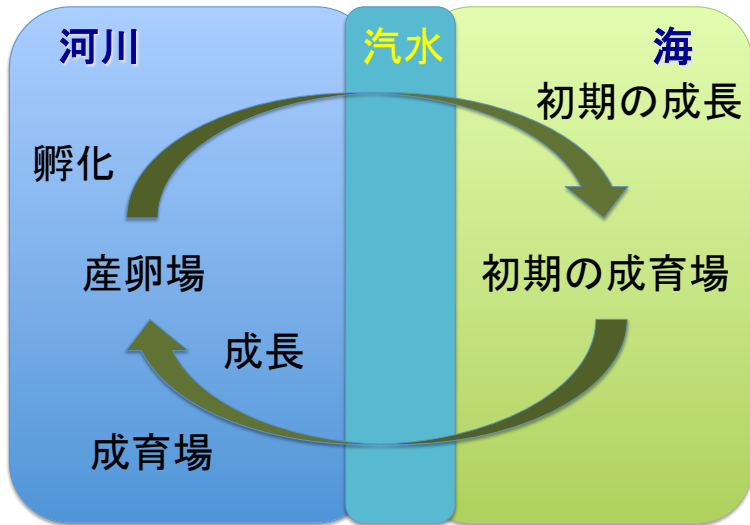 河川
汽水
海
初期の成長
孵化
産卵場
初期の成育場
成長
成育場